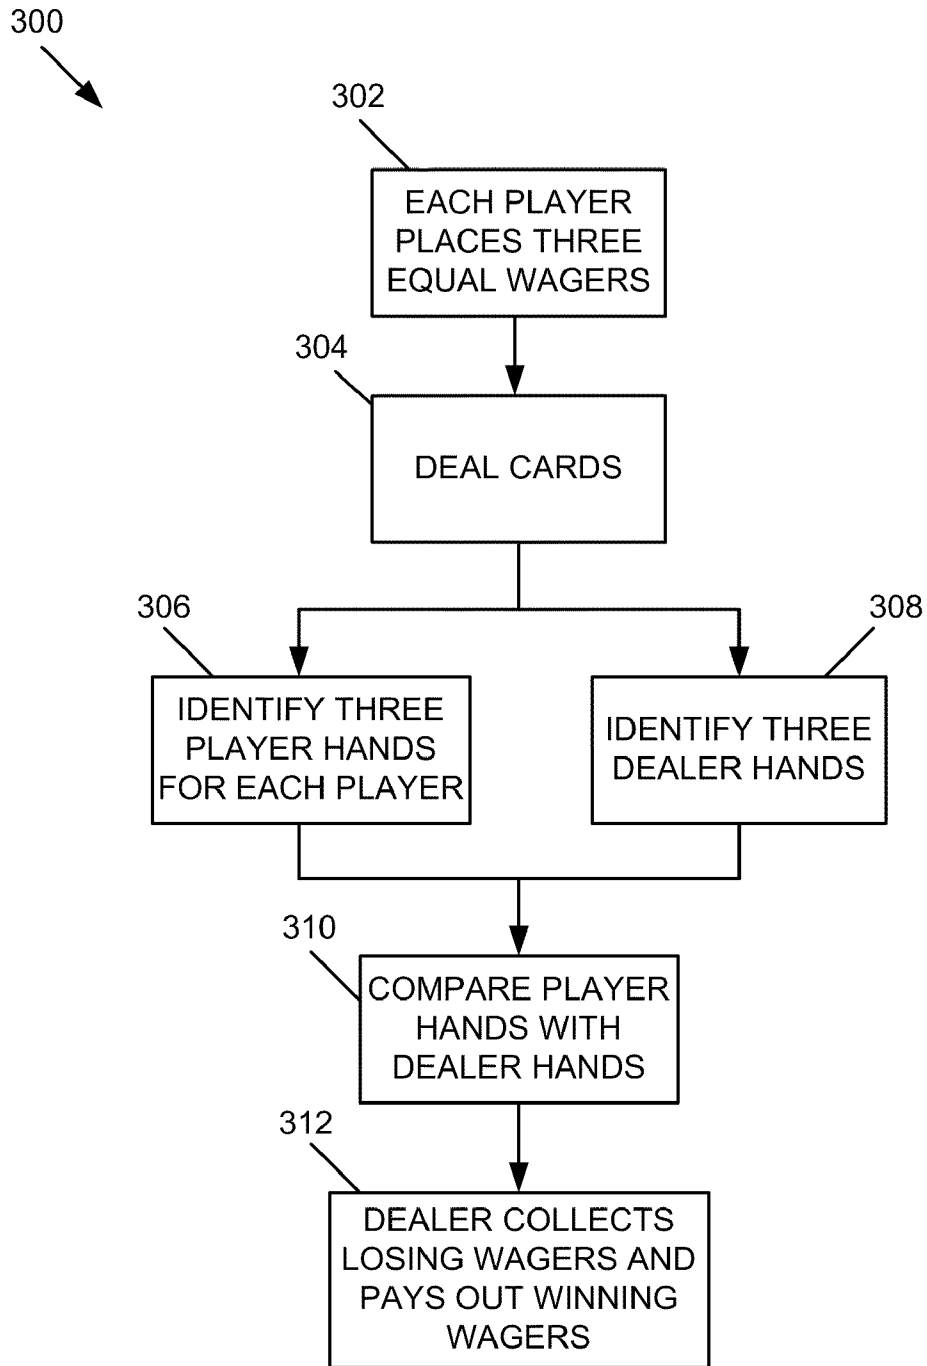 300
302
EACH PLAYER
PLACES THREE
EQUAL WAGERS
304
DEAL CARDS
306
308
IDENTIFY THREE
PLAYER HANDS
FOR EACH PLAYER
IDENTIFY THREE
DEALER HANDS
310
COMPARE PLAYER
HANDS WITH
DEALER HANDS
312
DEALER COLLECTS
LOSING WAGERS AND
PAYS OUT WINNING
WAGERS